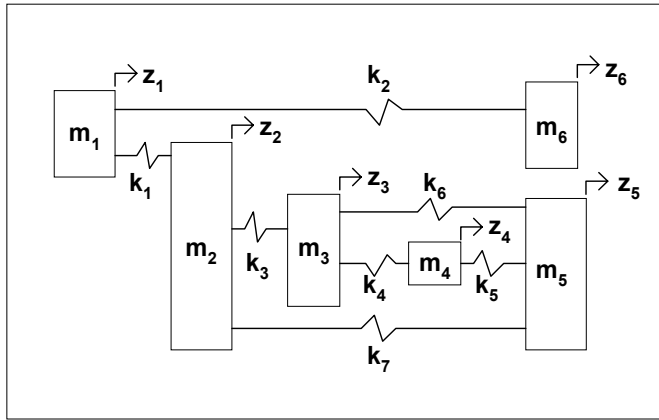 z₁
k₂
z₆
m₁
m₆
k₁
z₂
z₃
k₆
z₅
k₃
z₄
m₂
m₃
m₄
m₅
k₄
k₅
k₇